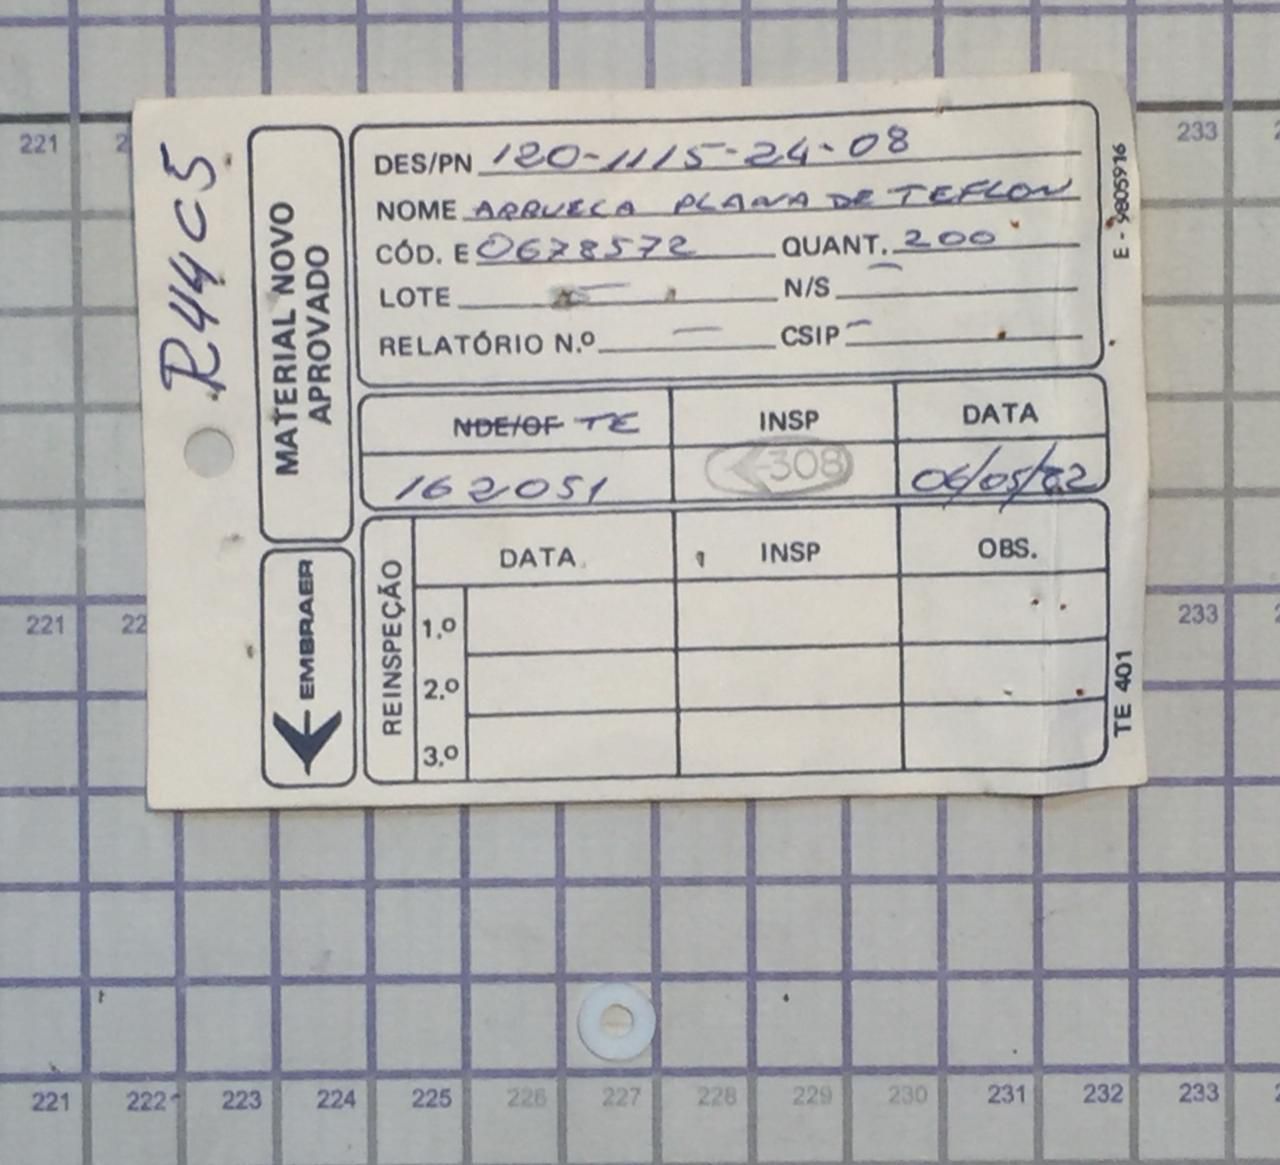 221
233
R44C5
MATERIAL NOVO
APROVADO
DES/PN 120-1115-24-08
NOME ARRUELA PLANA DE TEFLON
CÓD. E 0678572 QUANT. 200
LOTE N/S
RELATÓRIO N.º CSIP
NDE/OF TE INSP DATA
162051 308 06/05/82
EMBRAER
REINSPEÇÃO
DATA INSP OBS.
1.º
2.º
3.º
E - 9805916
TE 401
221 22 233
221 222 223 224 225 226 227 228 229 230 231 232 233